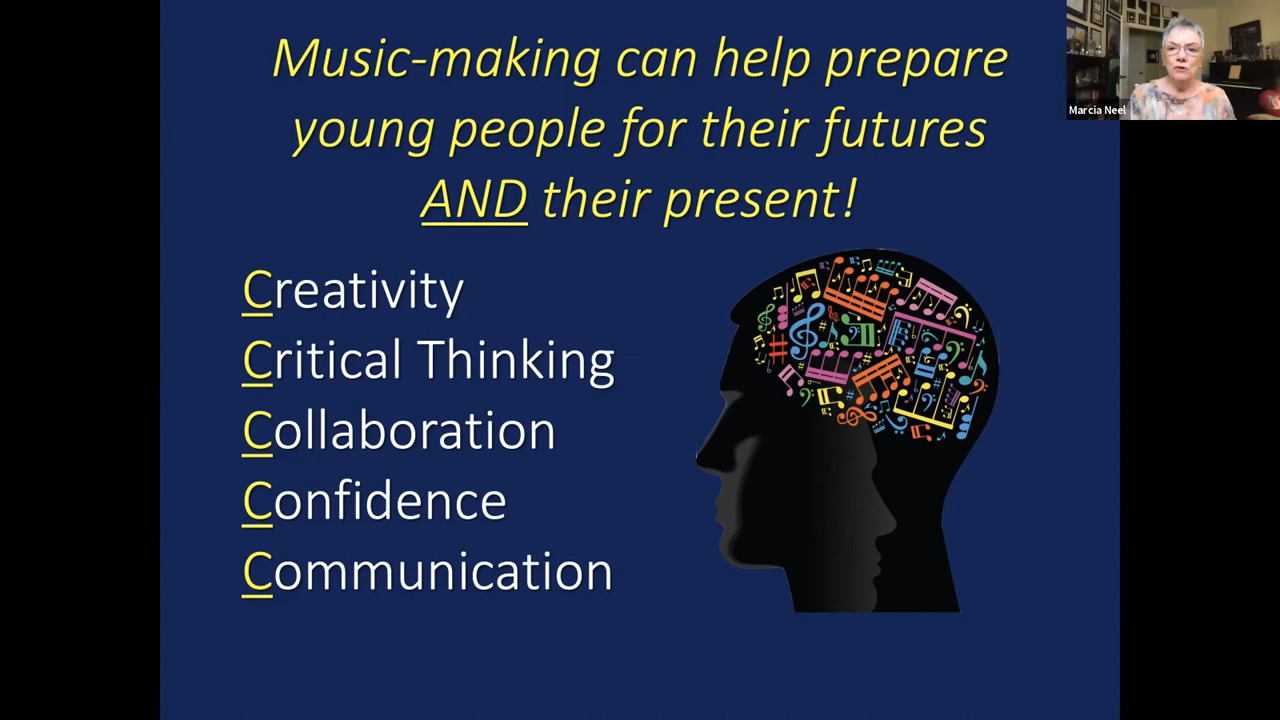 Music-making can help prepare
young people for their futures
AND their present!
Creativity
Critical Thinking
Collaboration
Confidence
Communication
Marcia Neel